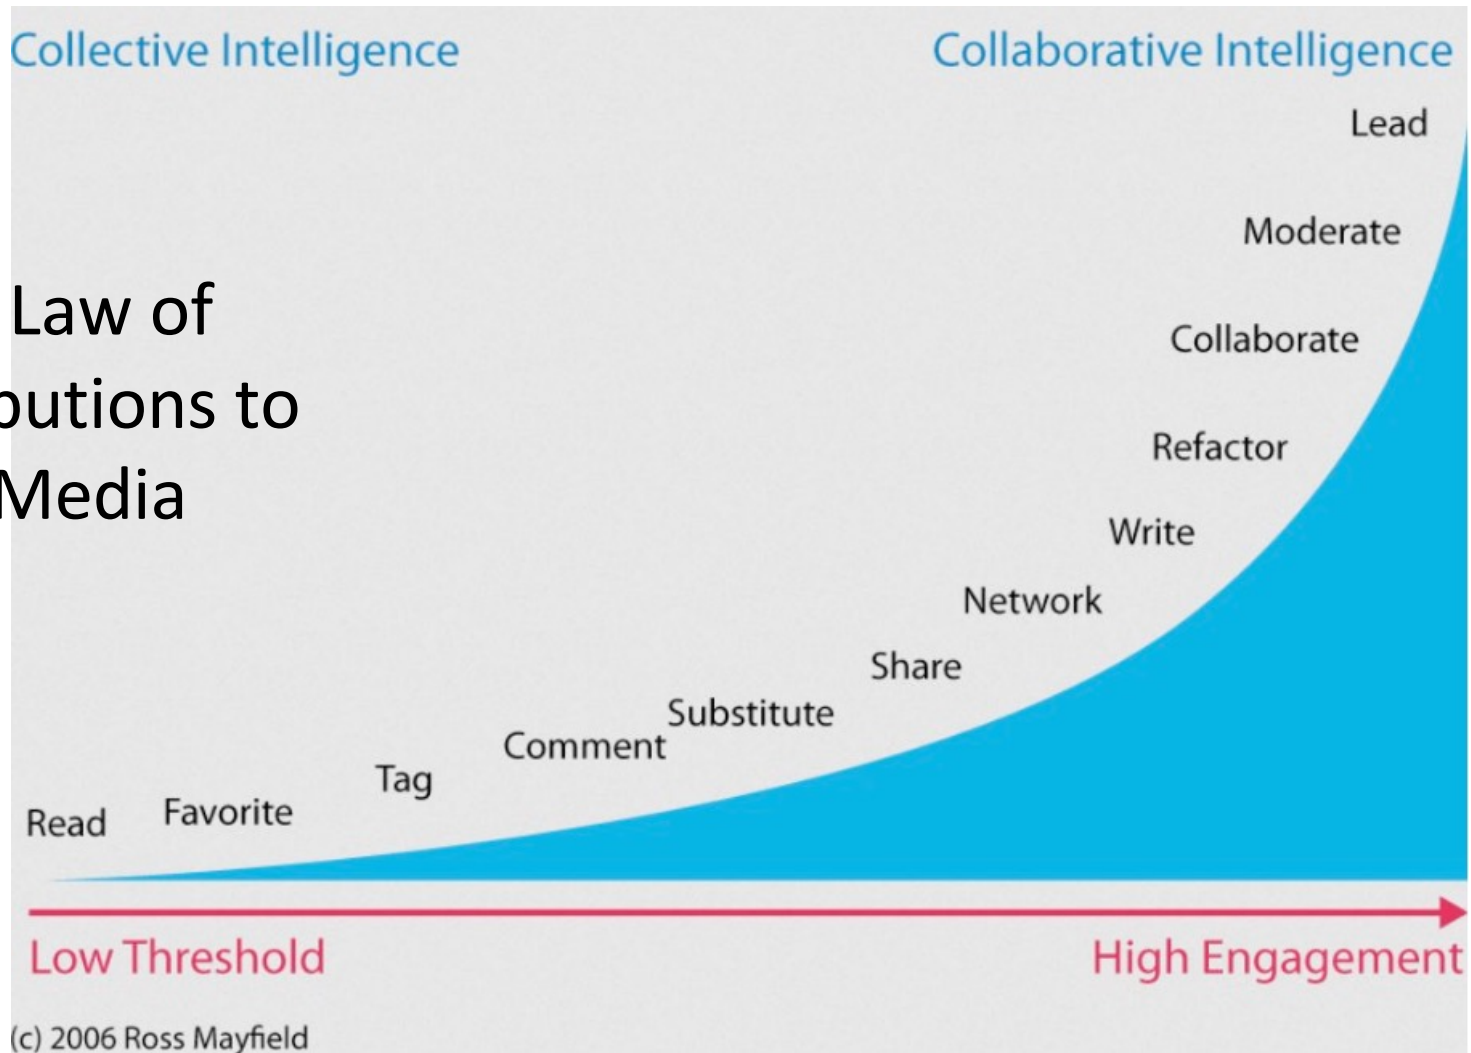 Collective Intelligence
Collaborative Intelligence
Lead
Moderate
Law of
butions to
Media
Collaborate
Refactor
Write
Network
Share
Substitute
Comment
Tag
Favorite
Read
Low Threshold
High Engagement
(c) 2006 Ross Mayfield